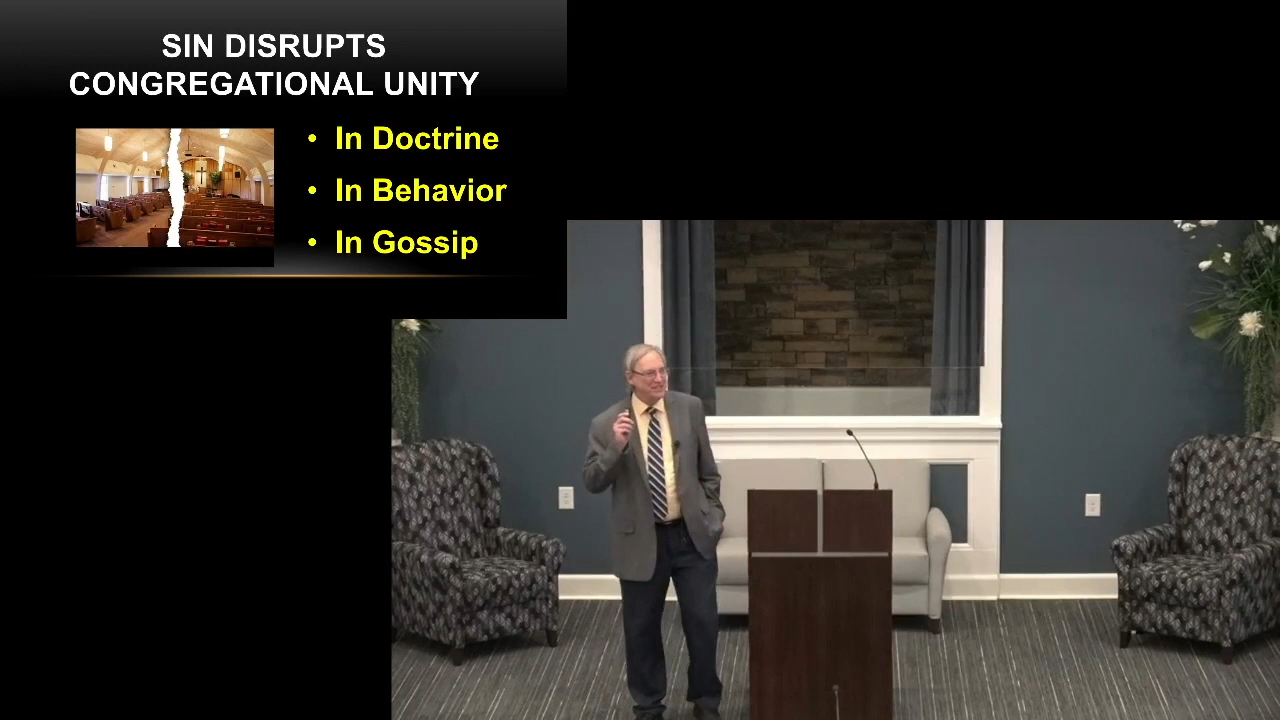 SIN DISRUPTS
CONGREGATIONAL UNITY
• In Doctrine
• In Behavior
• In Gossip